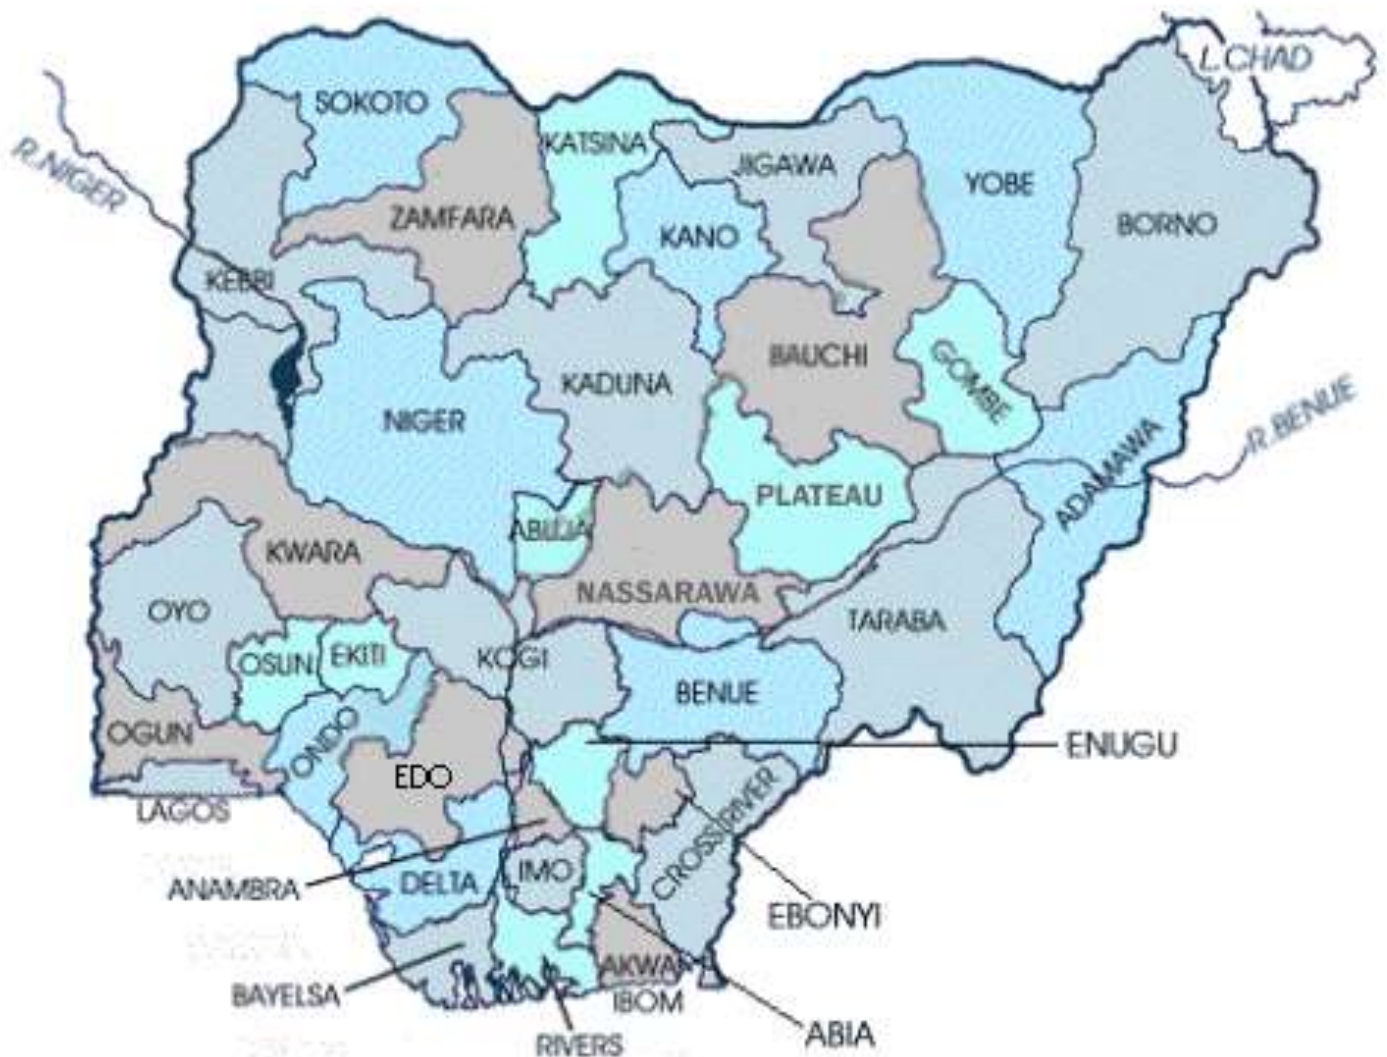 L.CHAD
SOKOTO
KATSINA
JIGAWA
YOBE
R.NIGER
ZAMFARA
KANO
BORNO
KEBBI
BAUCHI
GOMBE
KADUNA
NIGER
R.BENUE
ADAMAWA
PLATEAU
ABUJA
KWARA
NASSARAWA
OYO
TARABA
OSUN
EKITI
KOGI
BENUE
OGUN
ONDO
ENUGU
EDO
LAGOS
CROSS RIVER
ANAMBRA
DELTA
IMO
EBONYI
BAYELSA
AKWA
IBOM
RIVERS
ABIA